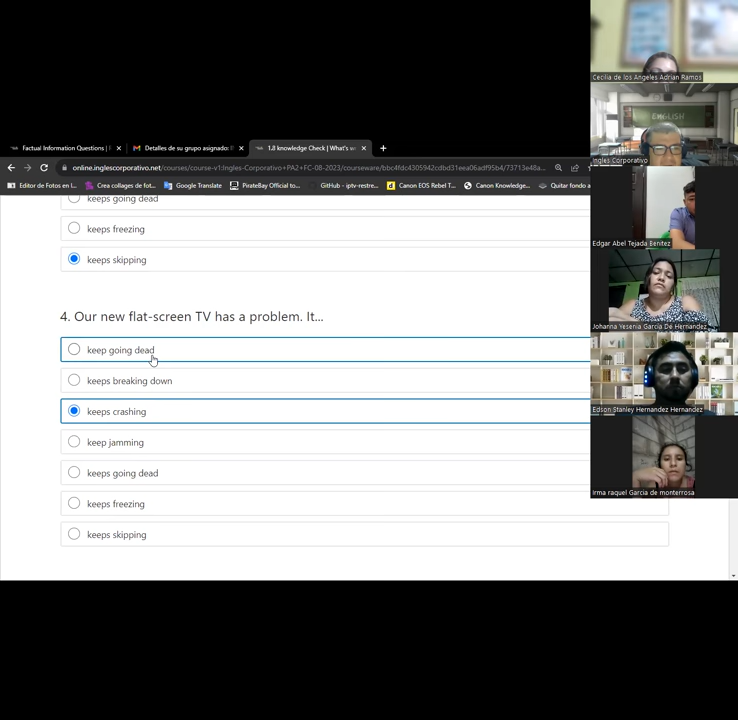 Factual Information Questions | F
Detalles de su grupo asignado: B
1.8 knowledge Check | What's w
online.inglescorporativo.net/courses/course-v1:Ingles-Corporativo+PA2+FC-08-2023/courseware/bbc4fdc4305942cdbd31eea06adf95b4/73713e48a...
Editor de Fotos en l...
Crea collages de fot...
Google Translate
PirateBay Official to...
GitHub - iptv-restre...
Canon EOS Rebel T...
Canon Knowledge...
Quitar fondo a
keeps going dead
keeps freezing
keeps skipping
4. Our new flat-screen TV has a problem. It...
keep going dead
keeps breaking down
keeps crashing
keep jamming
keeps going dead
keeps freezing
keeps skipping
Cecilia de los Angeles Adrian Ramos
ENGLISH
Ingles Corporativo
Edgar Abel Tejada Benitez
Johanna Yesenia Garcia De Hernandez
Edson Stanley Hernandez Hernandez
Irma raquel Garcia de monterrosa